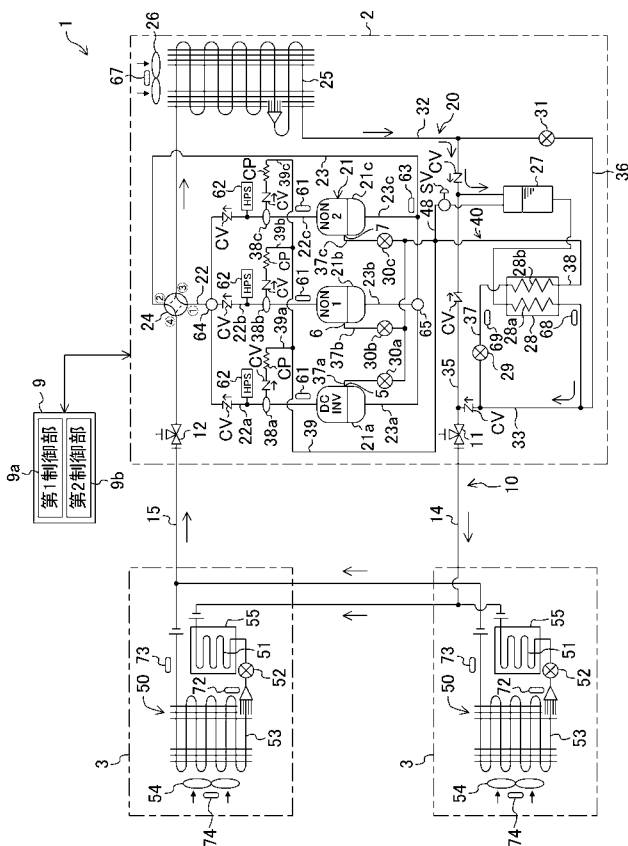 1
9
9a
第1制御部
第2制御部
9b
2
26
67
25
32
20
31
36
CV
27
SV
48
40
63
23
24
①
②
③
④
22
64
CV
62
HPS
22a
38a
CV
CP
39a
61
DC
INV
21a
37a
5
30a
23a
CV
62
HPS
22b
38b
CV
CP
39b
61
NON
1
6
21b
37b
30b
23b
65
CV
62
HPS
22c
38c
CV
CP
39c
61
NON
2
21
21c
7
37c
30c
23c
39
12
15
11
10
14
CV
35
CV
33
29
37
69
28a
28b
28
68
38
3
73
50
72
55
51
52
53
54
74
3
73
50
72
55
51
52
53
54
74